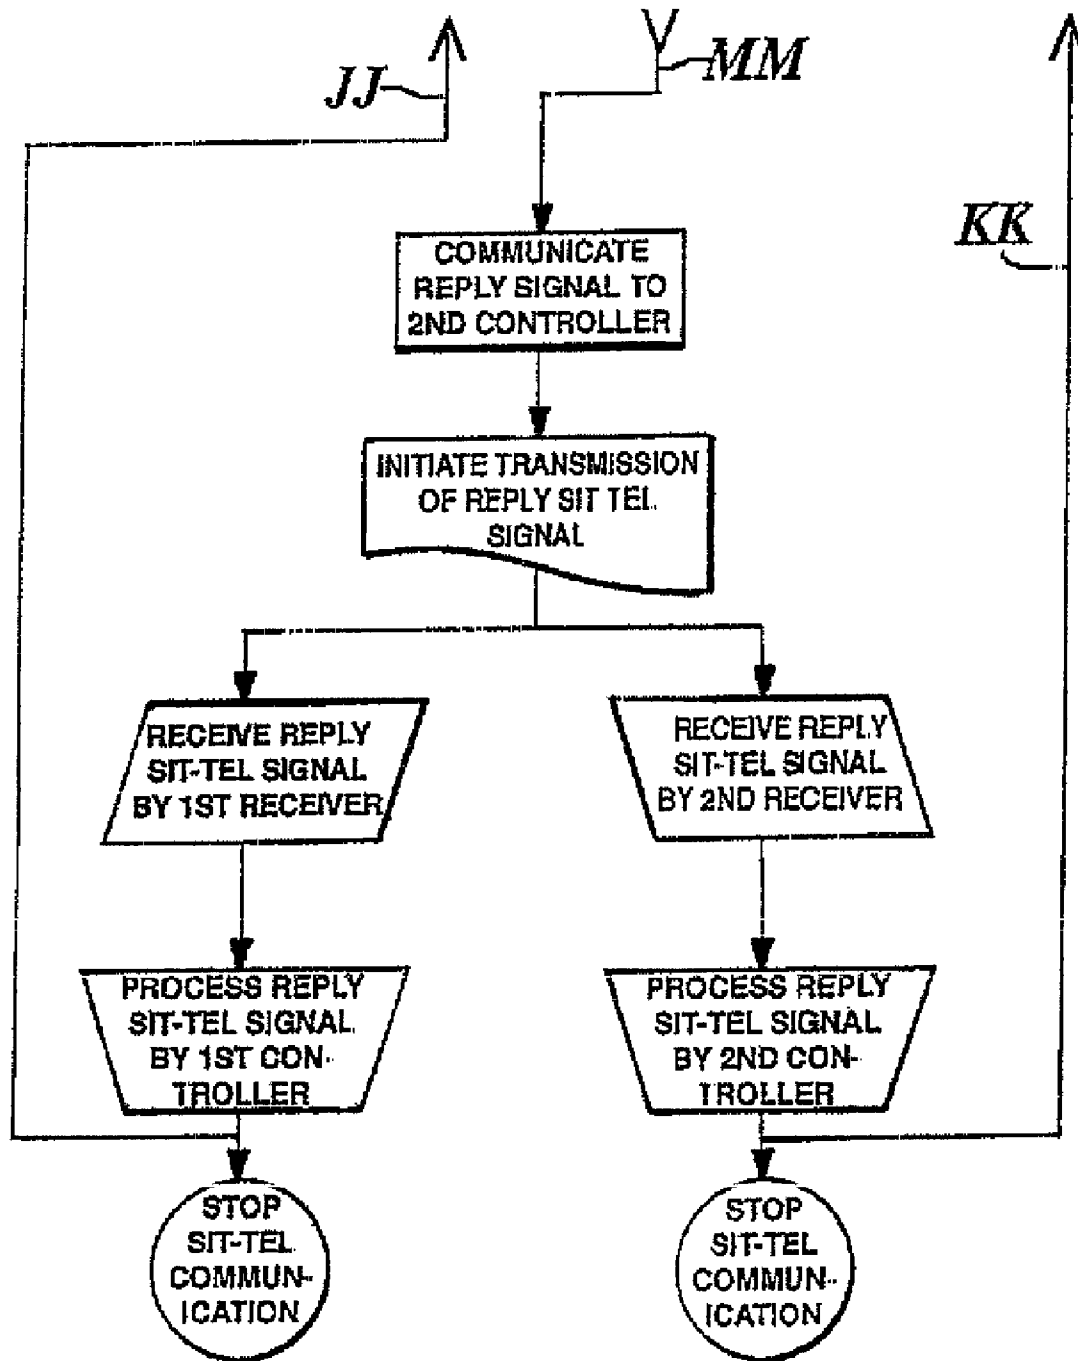 JJ
MM
KK
COMMUNICATE
REPLY SIGNAL TO
2ND CONTROLLER
INITIATE TRANSMISSION
OF REPLY SIT TEL
SIGNAL
RECEIVE REPLY
SIT-TEL SIGNAL
BY 1ST RECEIVER
RECEIVE REPLY
SIT-TEL SIGNAL
BY 2ND RECEIVER
PROCESS REPLY
SIT-TEL SIGNAL
BY 1ST CON-
TROLLER
PROCESS REPLY
SIT-TEL SIGNAL
BY 2ND CON-
TROLLER
STOP
SIT-TEL
COMMUN-
ICATION
STOP
SIT-TEL
COMMUN-
ICATION